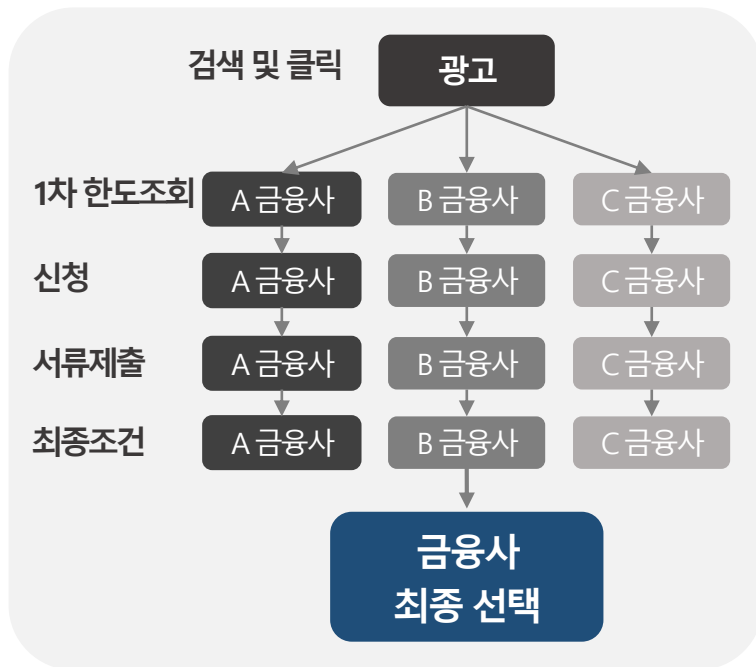 검색 및 클릭 광고
1차 한도조회 A 금융사 B 금융사 C 금융사
신청 A 금융사 B 금융사 C 금융사
서류제출 A 금융사 B 금융사 C 금융사
최종조건 A 금융사 B 금융사 C 금융사
금융사
최종 선택